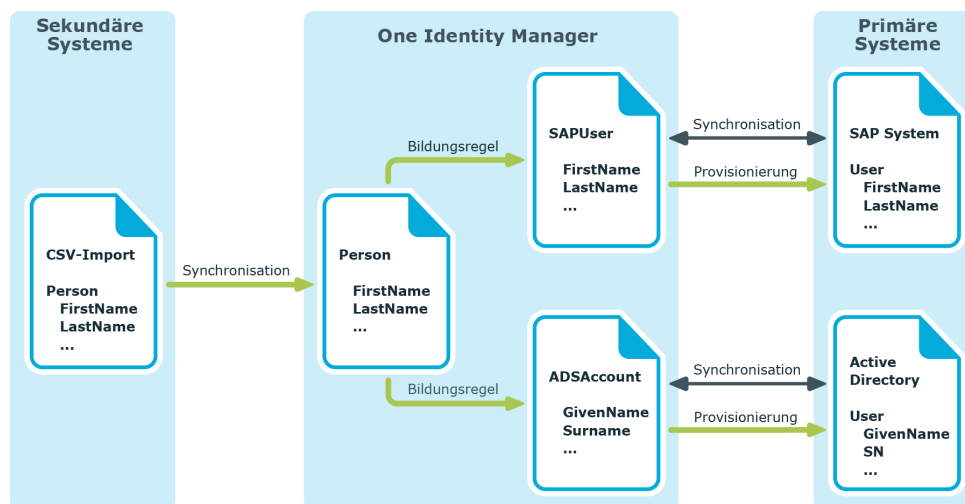 Sekundäre
Systeme
One Identity Manager
Primäre
Systeme
CSV-Import
Person
FirstName
LastName
...
Synchronisation
Person
FirstName
LastName
...
Bildungsregel
SAPUser
FirstName
LastName
...
Synchronisation
Provisionierung
SAP System
User
FirstName
LastName
...
Bildungsregel
ADSAccount
GivenName
Surname
...
Synchronisation
Provisionierung
Active
Directory
User
GivenName
SN
...